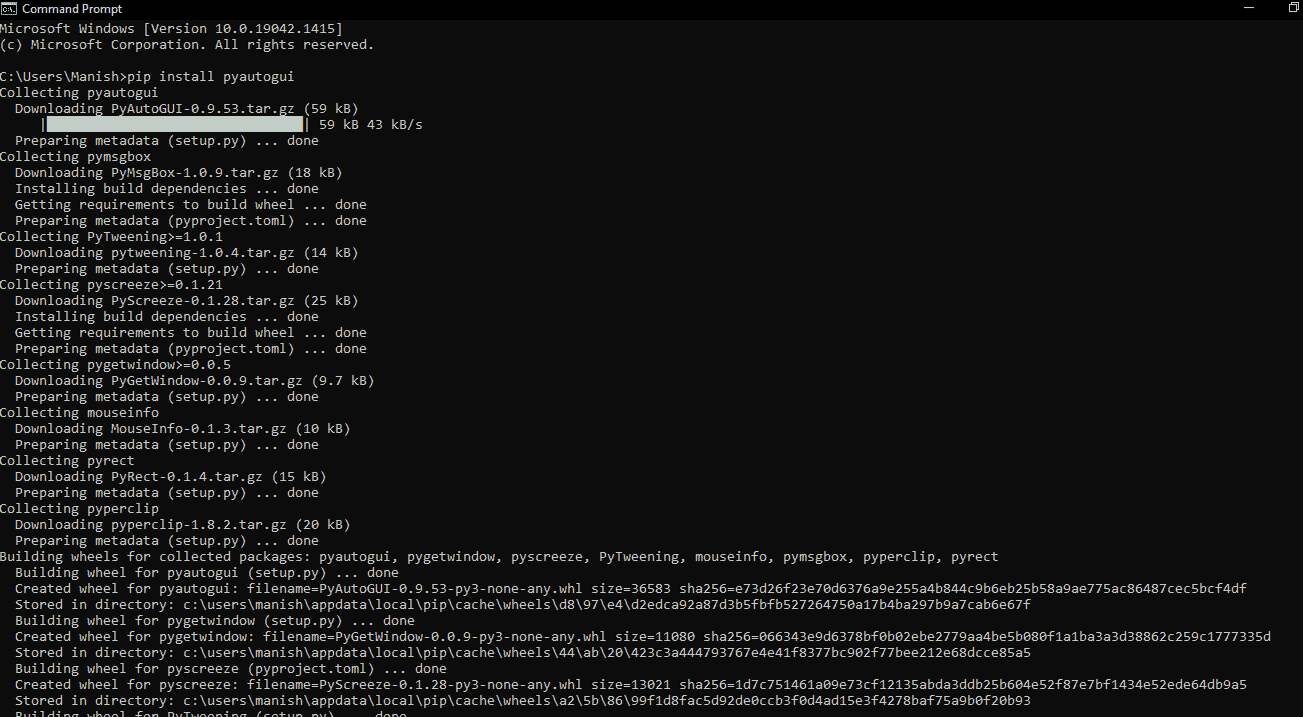 Command Prompt
Microsoft Windows [Version 10.0.19042.1415]
(c) Microsoft Corporation. All rights reserved.
C:\Users\Manish>pip install pyautogui
Collecting pyautogui
Downloading PyAutoGUI-0.9.53.tar.gz (59 kB)
| | 59 kB 43 kB/s
Preparing metadata (setup.py) ... done
Collecting pymsgbox
Downloading PyMsgBox-1.0.9.tar.gz (18 kB)
Installing build dependencies ... done
Getting requirements to build wheel ... done
Preparing metadata (pyproject.toml) ... done
Collecting PyTweening>=1.0.1
Downloading pytweening-1.0.4.tar.gz (14 kB)
Preparing metadata (setup.py) ... done
Collecting pyscreeze>=0.1.21
Downloading PyScreeze-0.1.28.tar.gz (25 kB)
Installing build dependencies ... done
Getting requirements to build wheel ... done
Preparing metadata (pyproject.toml) ... done
Collecting pygetwindow>=0.0.5
Downloading PyGetWindow-0.0.9.tar.gz (9.7 kB)
Preparing metadata (setup.py) ... done
Collecting mouseinfo
Downloading MouseInfo-0.1.3.tar.gz (10 kB)
Preparing metadata (setup.py) ... done
Collecting pyrect
Downloading PyRect-0.1.4.tar.gz (15 kB)
Preparing metadata (setup.py) ... done
Collecting pyperclip
Downloading pyperclip-1.8.2.tar.gz (20 kB)
Preparing metadata (setup.py) ... done
Building wheels for collected packages: pyautogui, pygetwindow, pyscreeze, PyTweening, mouseinfo, pymsgbox, pyperclip, pyrect
Building wheel for pyautogui (setup.py) ... done
Created wheel for pyautogui: filename=PyAutoGUI-0.9.53-py3-none-any.whl size=36583 sha256=e73d26f23e70d6376a9e255a4b844c9b6eb25b58a9ae775ac86487cec5bcf4df
Stored in directory: c:\users\manish\appdata\local\pip\cache\wheels\d8\97\e4\d2edca92a87d3b5fbfb527264750a17b4ba297b9a7cab6e67f
Building wheel for pygetwindow (setup.py) ... done
Created wheel for pygetwindow: filename=PyGetWindow-0.0.9-py3-none-any.whl size=11080 sha256=066343e9d6378bf0b02ebe2779aa4be5b080f1a1ba3a3d38862c259c1777335d
Stored in directory: c:\users\manish\appdata\local\pip\cache\wheels\44\ab\20\423c3a444793767e4e41f8377bc902f77bee212e68dcce85a5
Building wheel for pyscreeze (pyproject.toml) ... done
Created wheel for pyscreeze: filename=PyScreeze-0.1.28-py3-none-any.whl size=13021 sha256=1d7c751461a09e73cf12135abda3ddb25b604e52f87e7bf1434e52ede64db9a5
Stored in directory: c:\users\manish\appdata\local\pip\cache\wheels\a2\5b\86\99f1d8fac5d92de0ccb3f0d4ad15e3f4278baf75a9b0f20b93
Building wheel for PyTweening (setup.py) ... done